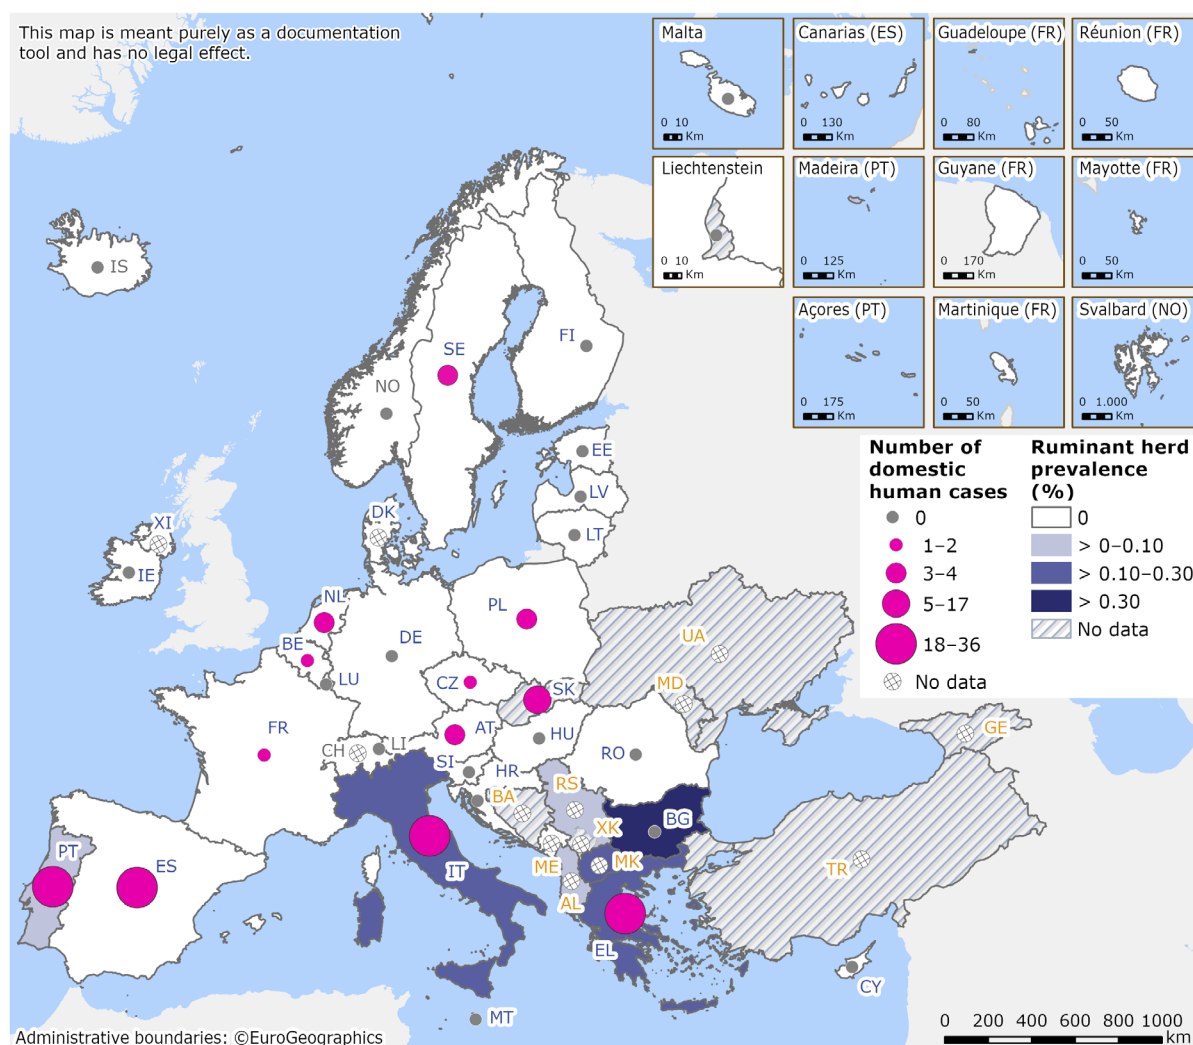 This map is meant purely as a documentation
tool and has no legal effect.
Malta
0 10
Km
Canarias (ES)
0 130
Km
Guadeloupe (FR)
0 80
Km
Réunion (FR)
0 50
Km
Liechtenstein
0 10
Km
Madeira (PT)
0 125
Km
Guyane (FR)
0 170
Km
Mayotte (FR)
0 50
Km
Açores (PT)
0 175
Km
Martinique (FR)
0 50
Km
Svalbard (NO)
0 1.000
Km
Number of
domestic
human cases
0
1–2
3–4
5–17
18–36
No data
Ruminant herd
prevalence
(%)
0
> 0–0.10
> 0.10–0.30
> 0.30
No data
IS
SE
FI
NO
EE
LV
LT
DK
XI
IE
NL
BE
LU
DE
PL
CZ
SK
UA
MD
FR
CH
LI
AT
HU
SI
HR
RO
BA
RS
XK
BG
GE
ME
MK
AL
TR
PT
ES
IT
EL
MT
CY
0 200 400 600 800 1000
km
Administrative boundaries: ©EuroGeographics